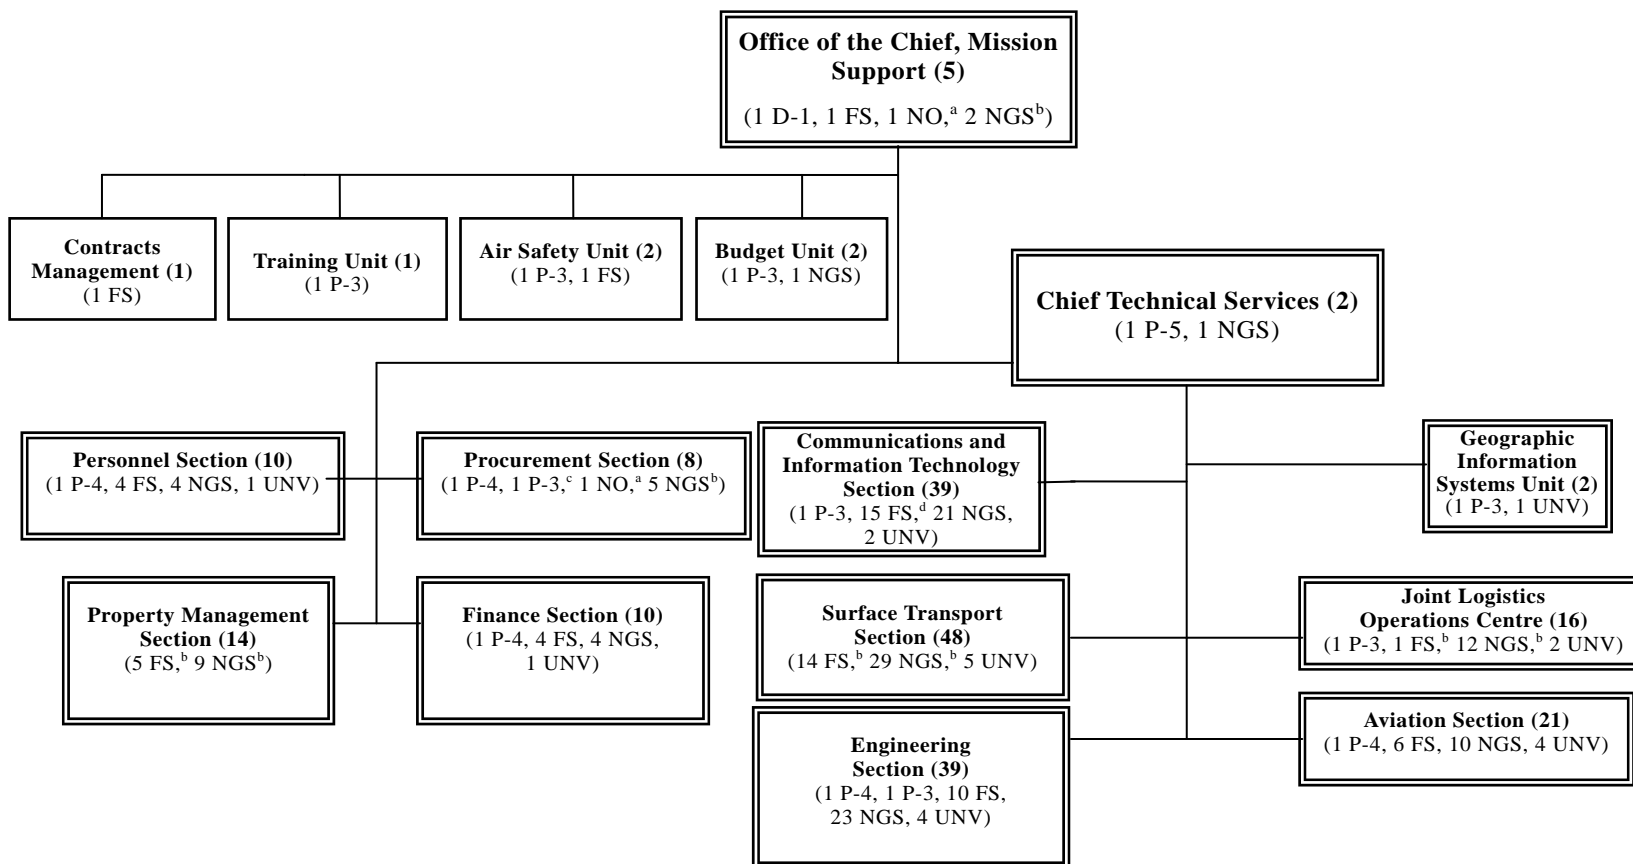 Office of the Chief, Mission
Support (5)
(1 D-1, 1 FS, 1 NO,ᵃ 2 NGSᵇ)
Contracts
Management (1)
(1 FS)
Training Unit (1)
(1 P-3)
Air Safety Unit (2)
(1 P-3, 1 FS)
Budget Unit (2)
(1 P-3, 1 NGS)
Chief Technical Services (2)
(1 P-5, 1 NGS)
Personnel Section (10)
(1 P-4, 4 FS, 4 NGS, 1 UNV)
Procurement Section (8)
(1 P-4, 1 P-3,ᶜ 1 NO,ᵃ 5 NGSᵇ)
Communications and
Information Technology
Section (39)
(1 P-3, 15 FS,ᵈ 21 NGS,
2 UNV)
Geographic
Information
Systems Unit (2)
(1 P-3, 1 UNV)
Property Management
Section (14)
(5 FS,ᵇ 9 NGSᵇ)
Finance Section (10)
(1 P-4, 4 FS, 4 NGS,
1 UNV)
Surface Transport
Section (48)
(14 FS,ᵇ 29 NGS,ᵇ 5 UNV)
Joint Logistics
Operations Centre (16)
(1 P-3, 1 FS,ᵇ 12 NGS,ᵇ 2 UNV)
Engineering
Section (39)
(1 P-4, 1 P-3, 10 FS,
23 NGS, 4 UNV)
Aviation Section (21)
(1 P-4, 6 FS, 10 NGS, 4 UNV)